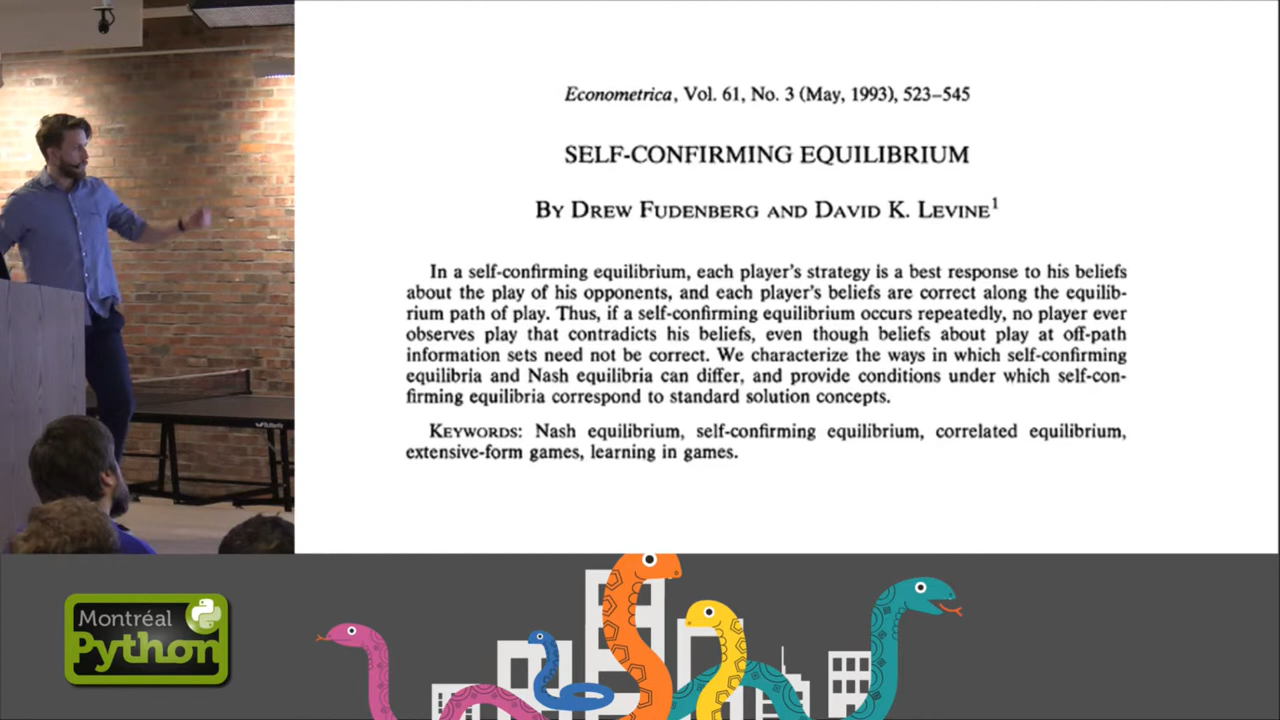 Econometrica, Vol. 61, No. 3 (May, 1993), 523–545
SELF-CONFIRMING EQUILIBRIUM
BY DREW FUDENBERG AND DAVID K. LEVINE1
In a self-confirming equilibrium, each player's strategy is a best response to his beliefs
about the play of his opponents, and each player's beliefs are correct along the equilib-
rium path of play. Thus, if a self-confirming equilibrium occurs repeatedly, no player ever
observes play that contradicts his beliefs, even though beliefs about play at off-path
information sets need not be correct. We characterize the ways in which self-confirming
equilibria and Nash equilibria can differ, and provide conditions under which self-con-
firming equilibria correspond to standard solution concepts.
KEYWORDS: Nash equilibrium, self-confirming equilibrium, correlated equilibrium,
extensive-form games, learning in games.
Montréal
Python